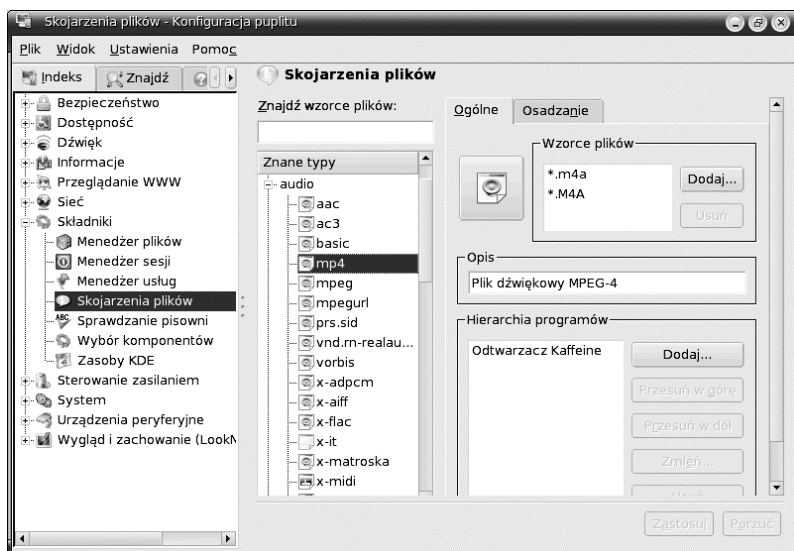 Skojarzenia plików - Konfiguracja puplitu
Plik Widok Ustawienia Pomoc
Indeks Znajdź
Bezpieczeństwo
Dostępność
Dźwięk
Informacje
Przeglądanie WWW
Sieć
Składniki
Menedżer plików
Menedżer sesji
Menedżer usług
Skojarzenia plików
Sprawdzanie pisowni
Wybór komponentów
Zasoby KDE
Sterowanie zasilaniem
System
Urządzenia peryferyjne
Wygląd i zachowanie (LookN
Skojarzenia plików
Znajdź wzorce plików:
Znane typy
audio
aac
ac3
basic
mp4
mpeg
mpegurl
prs.sid
vnd.rn-realau...
vorbis
x-adpcm
x-aiff
x-flac
x-it
x-matroska
x-midi
Ogólne Osadzanie
Wzorce plików
*.m4a
*.M4A
Dodaj...
Usuń
Opis
Plik dźwiękowy MPEG-4
Hierarchia programów
Odtwarzacz Kaffeine
Dodaj...
Przesuń w górę
Przesuń w dół
Zmień...
Zastosuj Porzuć